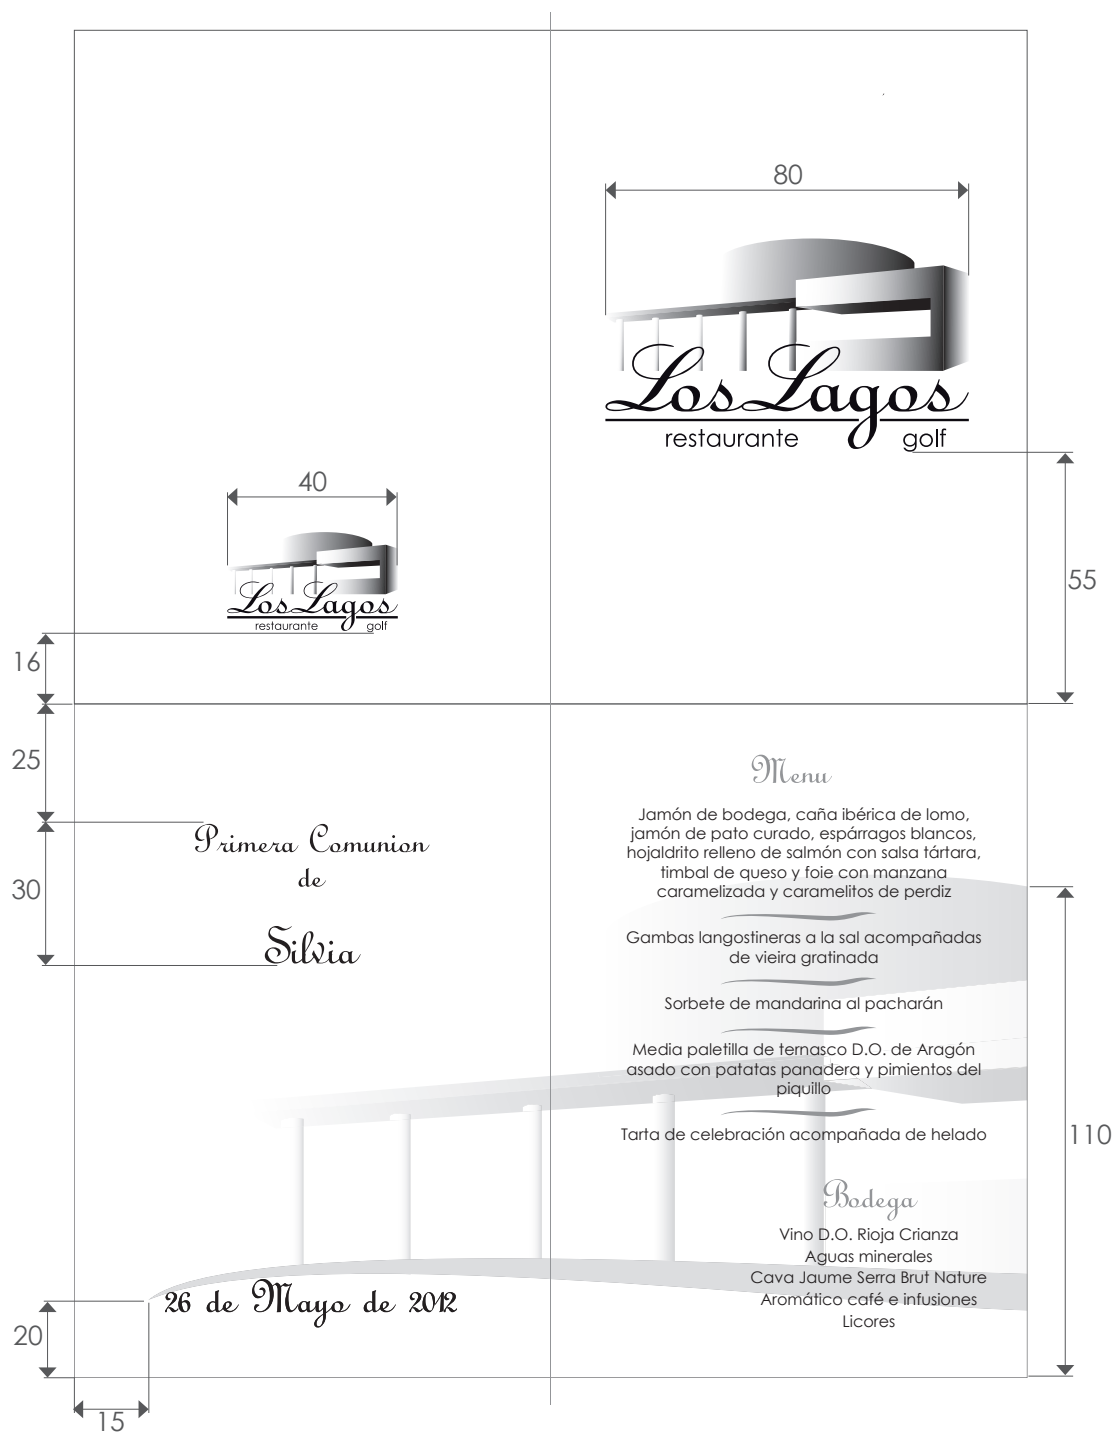 80
Los Lagos
restaurante golf
40
Los Lagos
restaurante golf
55
16
25
30
Primera Comunion
de
Silvia
Menu
Jamón de bodega, caña ibérica de lomo,
jamón de pato curado, espárragos blancos,
hojaldrito relleno de salmón con salsa tártara,
timbal de queso y foie con manzana
caramelizada y caramelitos de perdiz
Gambas langostineras a la sal acompañadas
de vieira gratinada
Sorbete de mandarina al pacharán
Media paletilla de ternasco D.O. de Aragón
asado con patatas panadera y pimientos del
piquillo
Tarta de celebración acompañada de helado
110
Bodega
Vino D.O. Rioja Crianza
Aguas minerales
Cava Jaume Serra Brut Nature
Aromático café e infusiones
Licores
26 de Mayo de 2012
20
15